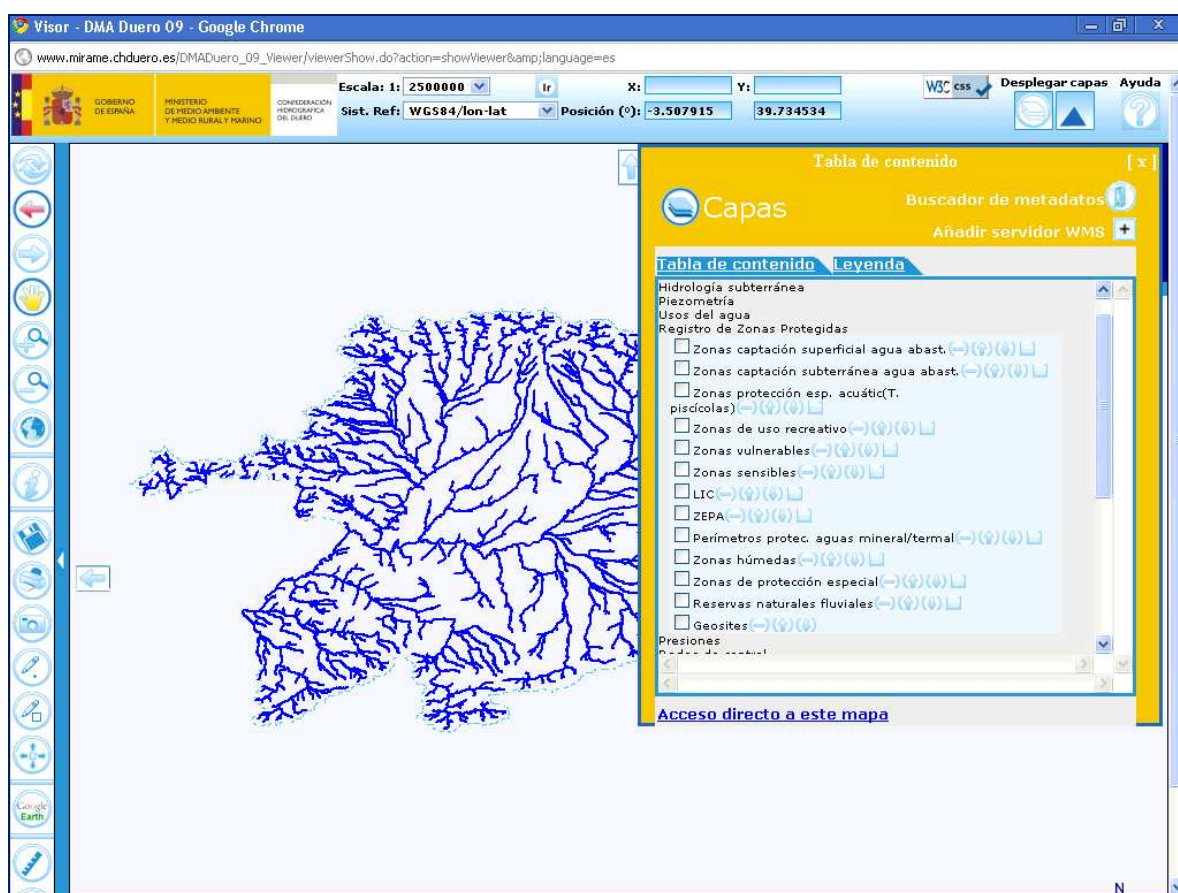 Visor - DMA Duero 09 - Google Chrome
www.mirame.chduero.es/DMADuero_09_Viewer/viewerShow.do?action=showViewer&amp;language=es
GOBIERNO DE ESPAÑA
MINISTERIO DE MEDIO AMBIENTE Y MEDIO RURAL Y MARINO
CONFEDERACIÓN HIDROGRÁFICA DEL DUERO
Escala: 1: 2500000 Ir X: Y:
Sist. Ref: WGS84/lon-lat Posición (º): -3.507915 39.734534
W3C css
Desplegar capas Ayuda
Tabla de contenido [ x ]
Capas
Buscador de metadatos
Añadir servidor WMS +
Tabla de contenido Leyenda
Hidrología subterránea
Piezometría
Usos del agua
Registro de Zonas Protegidas
Zonas captación superficial agua abast.
Zonas captación subterránea agua abast.
Zonas protección esp. acuátic(T.
piscícolas)
Zonas de uso recreativo
Zonas vulnerables
Zonas sensibles
LIC
ZEPA
Perímetros protec. aguas mineral/termal
Zonas húmedas
Zonas de protección especial
Reservas naturales fluviales
Geosites
Presiones
Redes de control
Acceso directo a este mapa
Google Earth
N